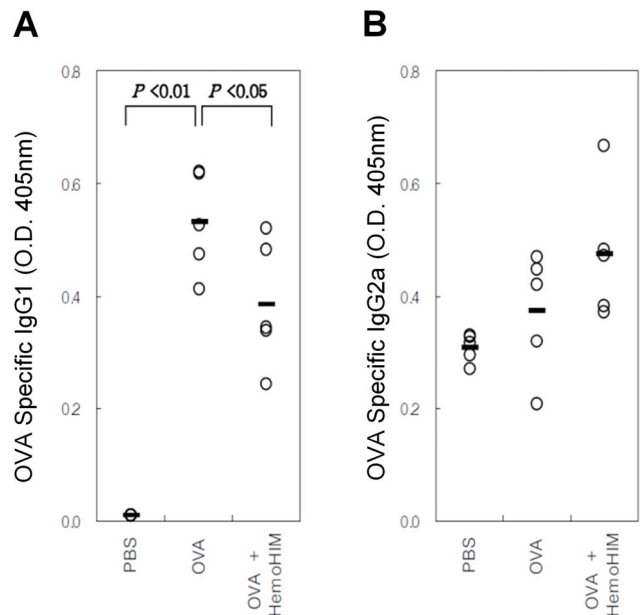 A
B
OVA Specific IgG1 (O.D. 405nm)
0.8
0.6
0.4
0.2
0.0
P <0.01
P <0.05
PBS
OVA
OVA +
HemoHIM
OVA Specific IgG2a (O.D. 405nm)
0.8
0.6
0.4
0.2
0.0
PBS
OVA
OVA +
HemoHIM